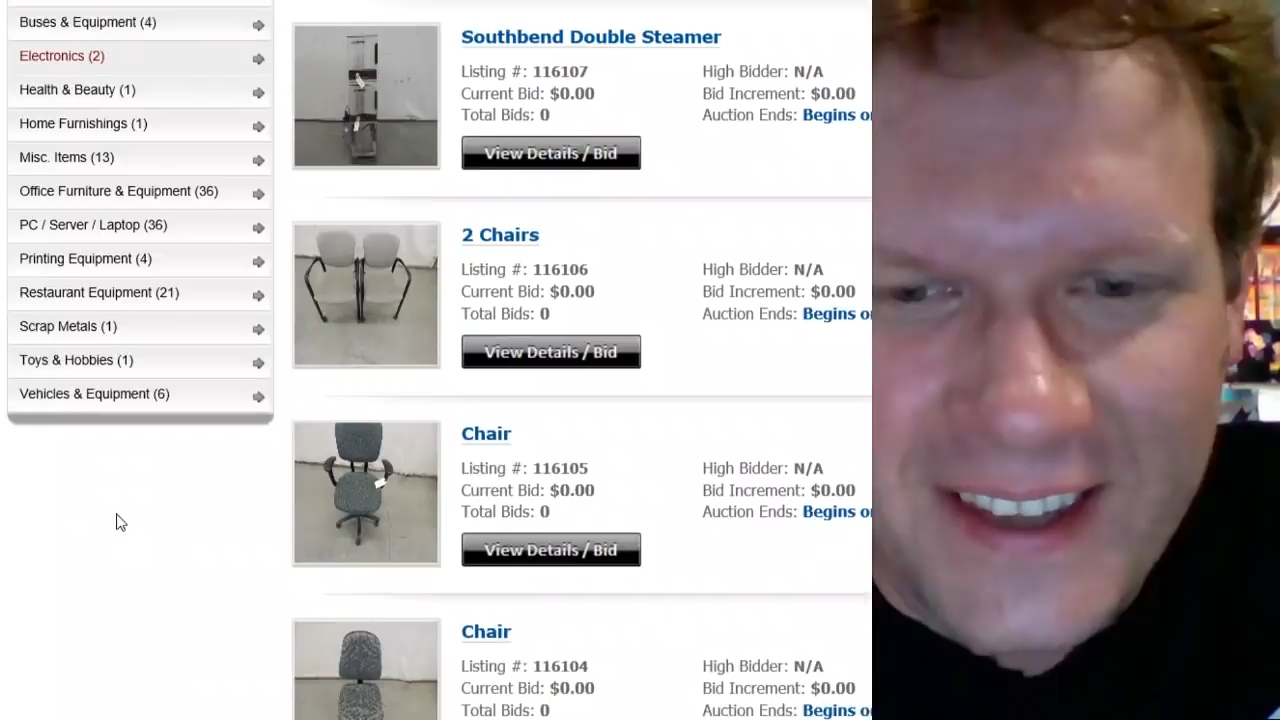 Buses & Equipment (4)
Electronics (2)
Health & Beauty (1)
Home Furnishings (1)
Misc. Items (13)
Office Furniture & Equipment (36)
PC / Server / Laptop (36)
Printing Equipment (4)
Restaurant Equipment (21)
Scrap Metals (1)
Toys & Hobbies (1)
Vehicles & Equipment (6)
Southbend Double Steamer
Listing #: 116107 High Bidder: N/A
Current Bid: $0.00 Bid Increment: $0.00
Total Bids: 0 Auction Ends: Begins o
View Details / Bid
2 Chairs
Listing #: 116106 High Bidder: N/A
Current Bid: $0.00 Bid Increment: $0.00
Total Bids: 0 Auction Ends: Begins o
View Details / Bid
Chair
Listing #: 116105 High Bidder: N/A
Current Bid: $0.00 Bid Increment: $0.00
Total Bids: 0 Auction Ends: Begins o
View Details / Bid
Chair
Listing #: 116104 High Bidder: N/A
Current Bid: $0.00 Bid Increment: $0.00
Total Bids: 0 Auction Ends: Begins o